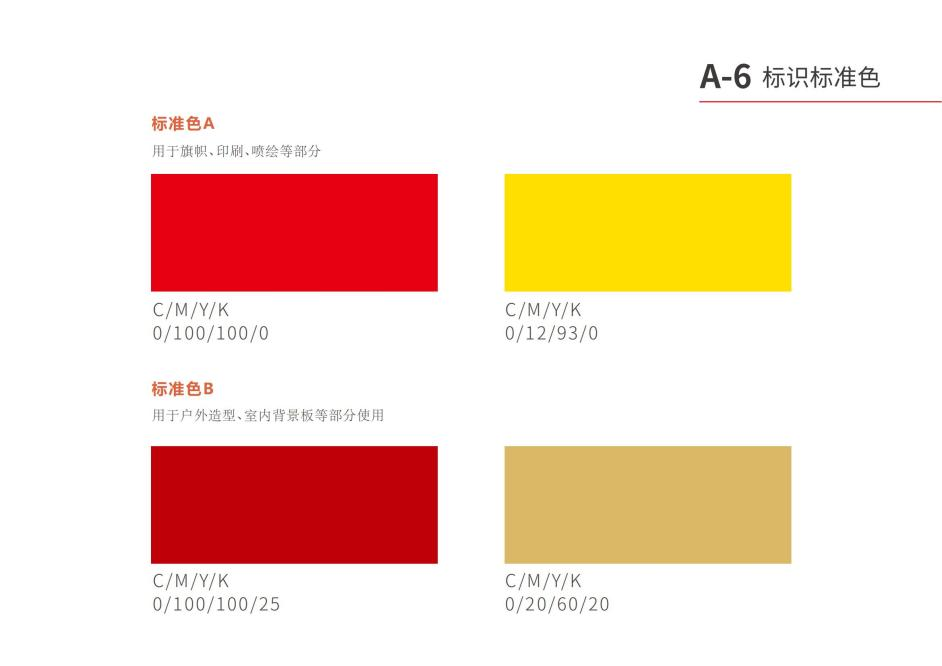 A-6 标识标准色
标准色A
用于旗帜、印刷、喷绘等部分
C/M/Y/K
0/100/100/0
C/M/Y/K
0/12/93/0
标准色B
用于户外造型、室内背景板等部分使用
C/M/Y/K
0/100/100/25
C/M/Y/K
0/20/60/20